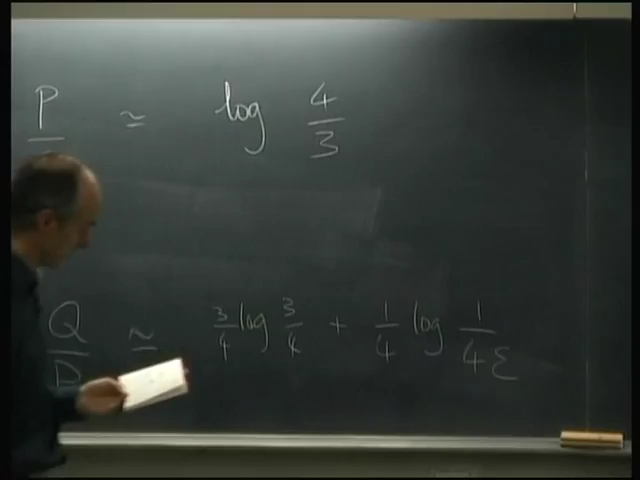 P ≃ log 4/3
Q/D ≃ 3/4 log 3/4 + 1/4 log 1/4ε